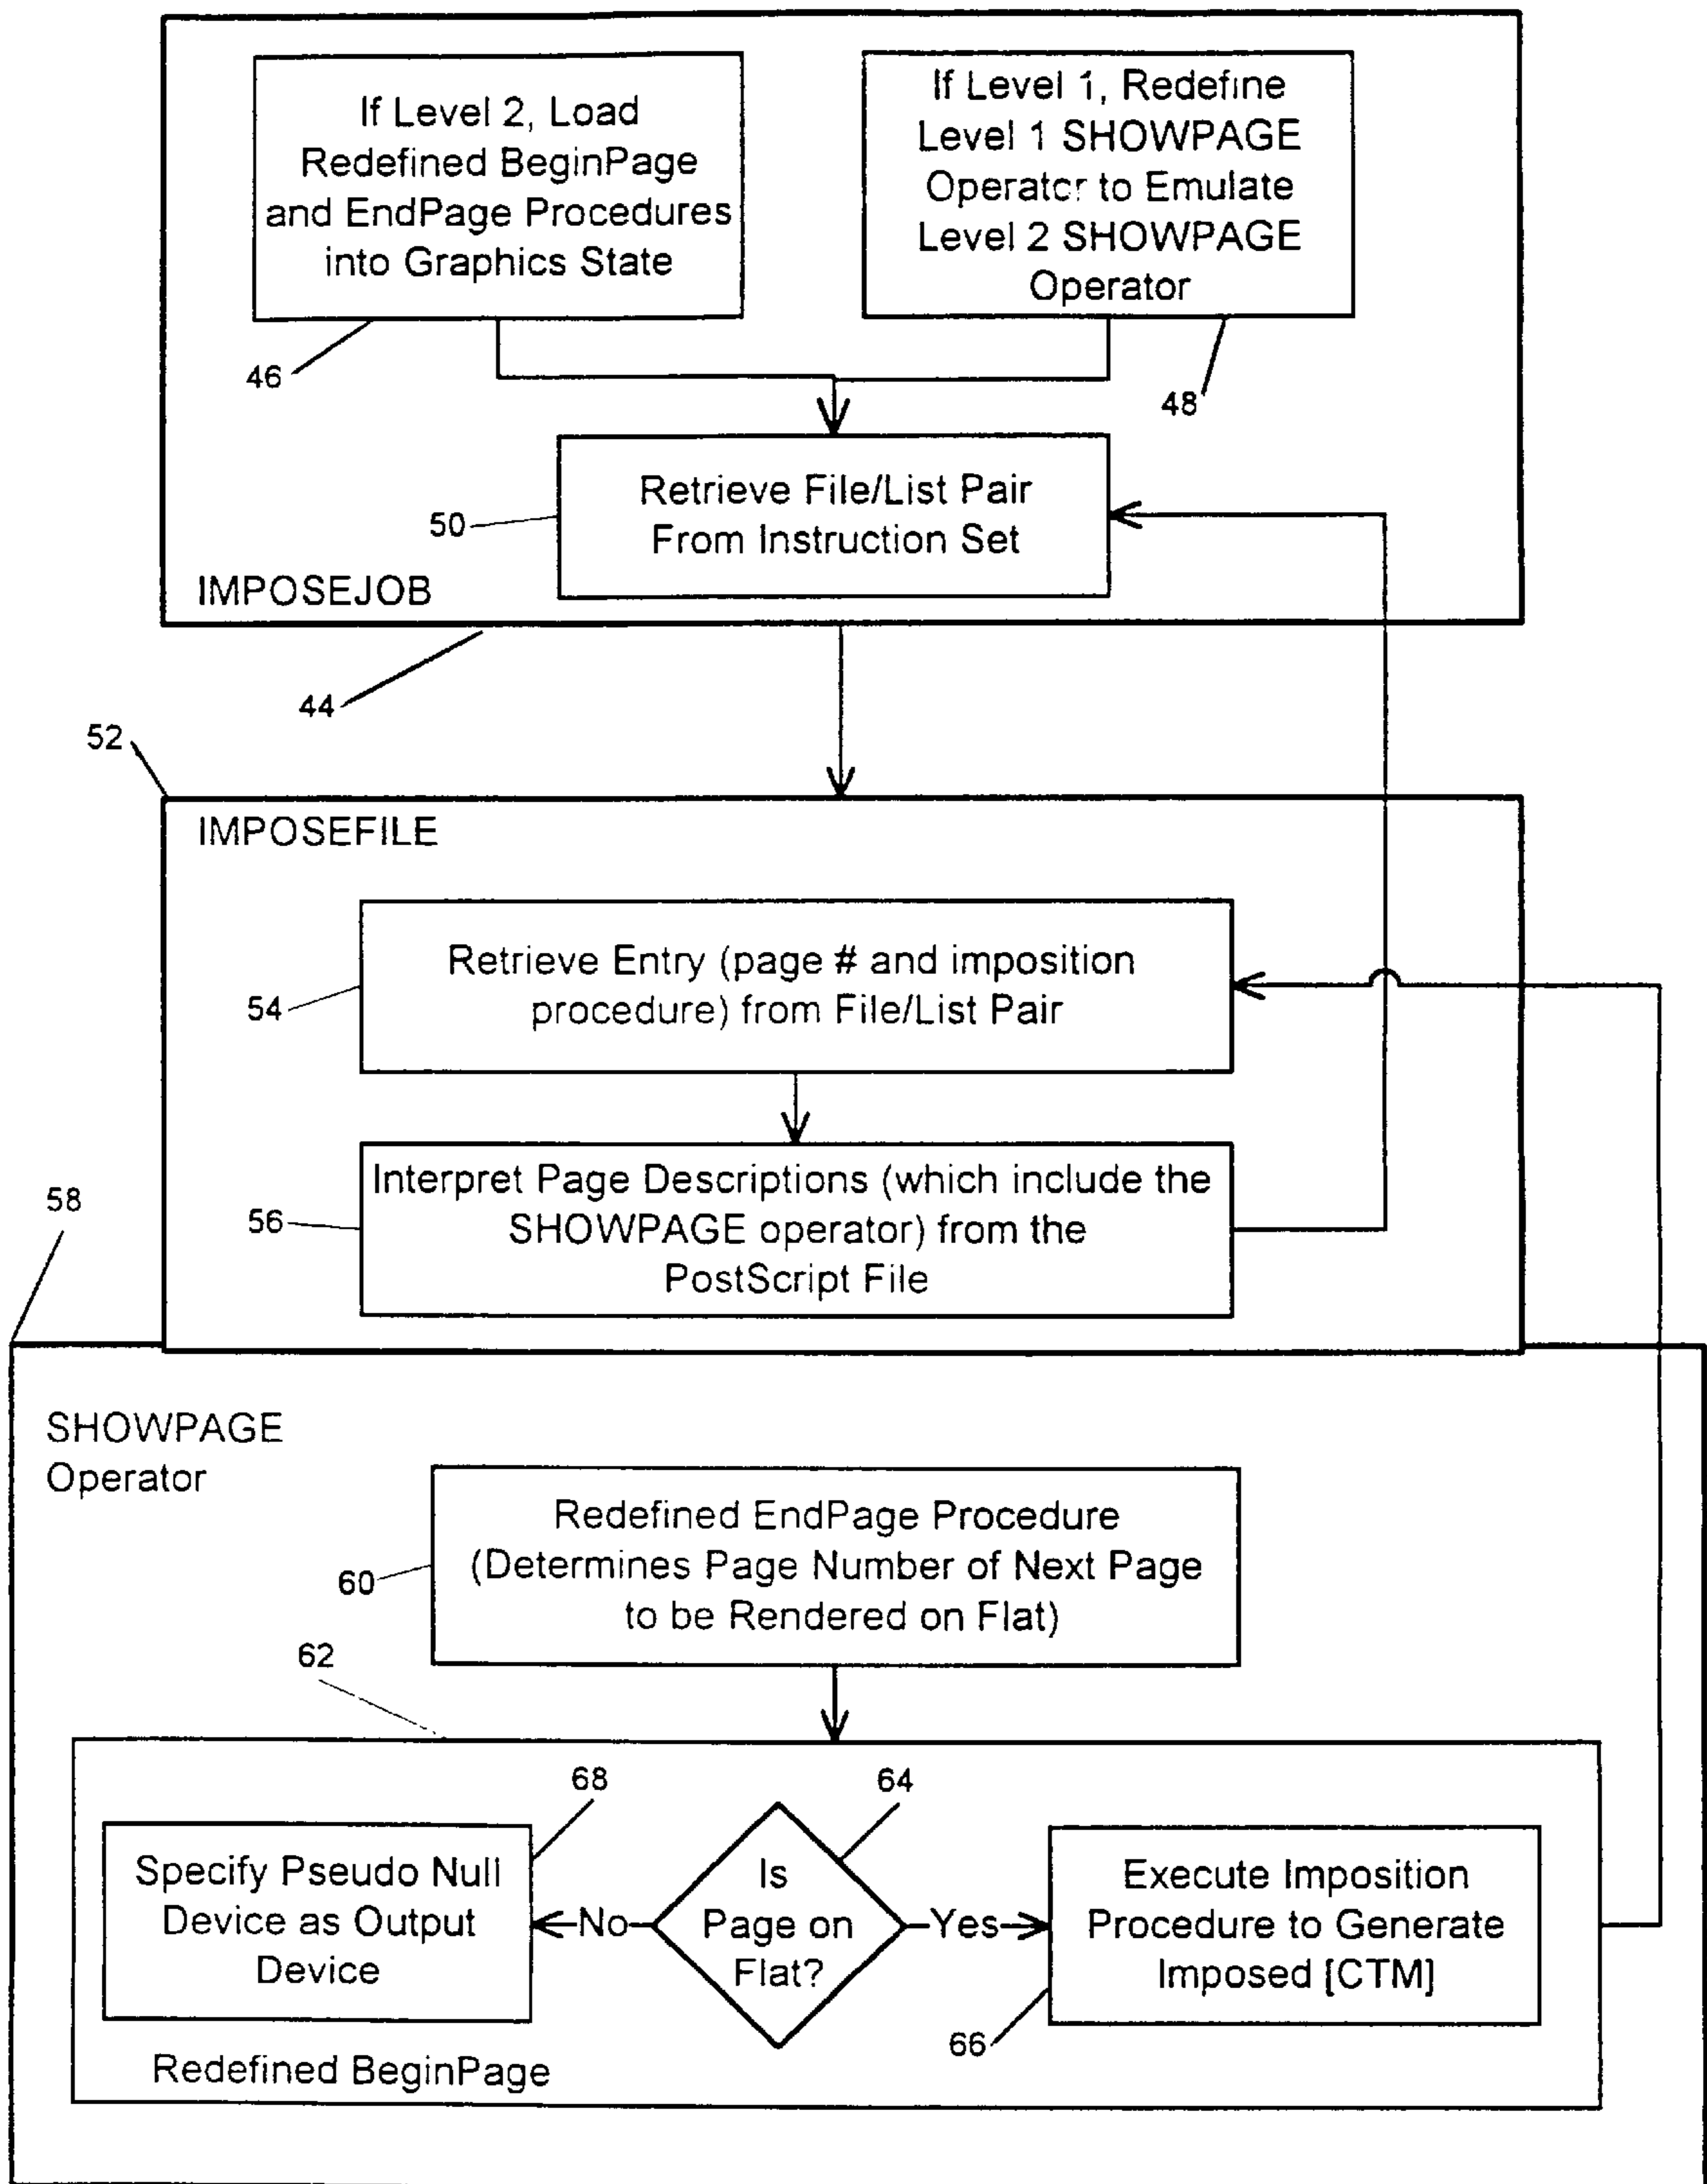 If Level 2, Load
Redefined BeginPage
and EndPage Procedures
into Graphics State
If Level 1, Redefine
Level 1 SHOWPAGE
Operator to Emulate
Level 2 SHOWPAGE
Operator
46
48
50
Retrieve File/List Pair
From Instruction Set
IMPOSEJOB
44
52
IMPOSEFILE
54
Retrieve Entry (page # and imposition
procedure) from File/List Pair
58
56
Interpret Page Descriptions (which include the
SHOWPAGE operator) from the
PostScript File
SHOWPAGE
Operator
60
Redefined EndPage Procedure
(Determines Page Number of Next Page
to be Rendered on Flat)
62
68
64
Specify Pseudo Null
Device as Output
Device
No
Is
Page on
Flat?
Yes
Execute Imposition
Procedure to Generate
Imposed [CTM]
66
Redefined BeginPage